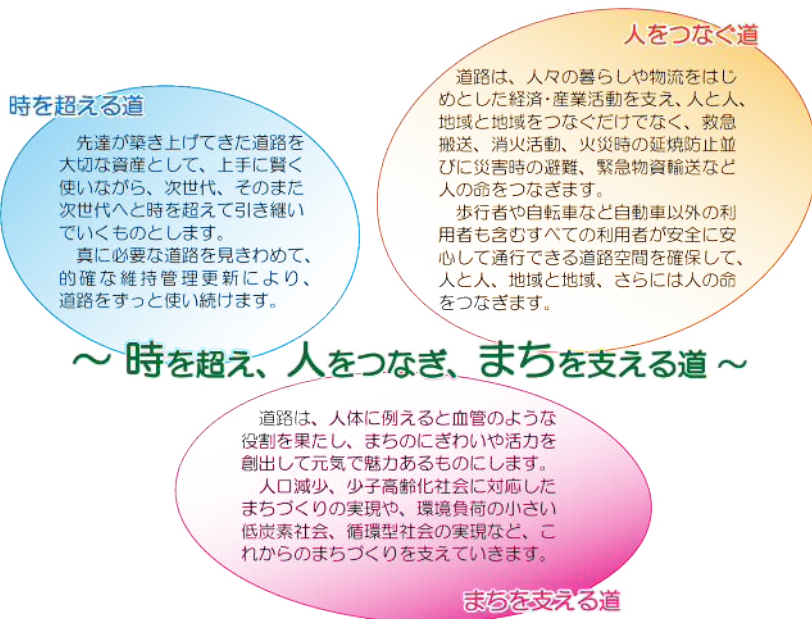 時を超える道
　先達が築き上げてきた道路を
大切な資産として、上手に賢く
使いながら、次世代、そのまた
次世代へと時を超えて引き継い
でいくものとします。
　真に必要な道路を見きわめて、
的確な維持管理更新により、
道路をずっと使い続けます。
人をつなぐ道
　道路は、人々の暮らしや物流をはじ
めとした経済・産業活動を支え、人と人、
地域と地域をつなぐだけでなく、救急
搬送、消火活動、火災時の延焼防止並
びに災害時の避難、緊急物資輸送など
人の命をつなぎます。
　歩行者や自転車など自動車以外の利
用者も含むすべての利用者が安全に安
心して通行できる道路空間を確保して、
人と人、地域と地域、さらには人の命
をつなぎます。
～ 時を超え、人をつなぎ、まちを支える道 ～
　道路は、人体に例えると血管のような
役割を果たし、まちのにぎわいや活力を
創出して元気で魅力あるものにします。
　人口減少、少子高齢化社会に対応した
まちづくりの実現や、環境負荷の小さい
低炭素社会、循環型社会の実現など、こ
れからのまちづくりを支えていきます。
まちを支える道